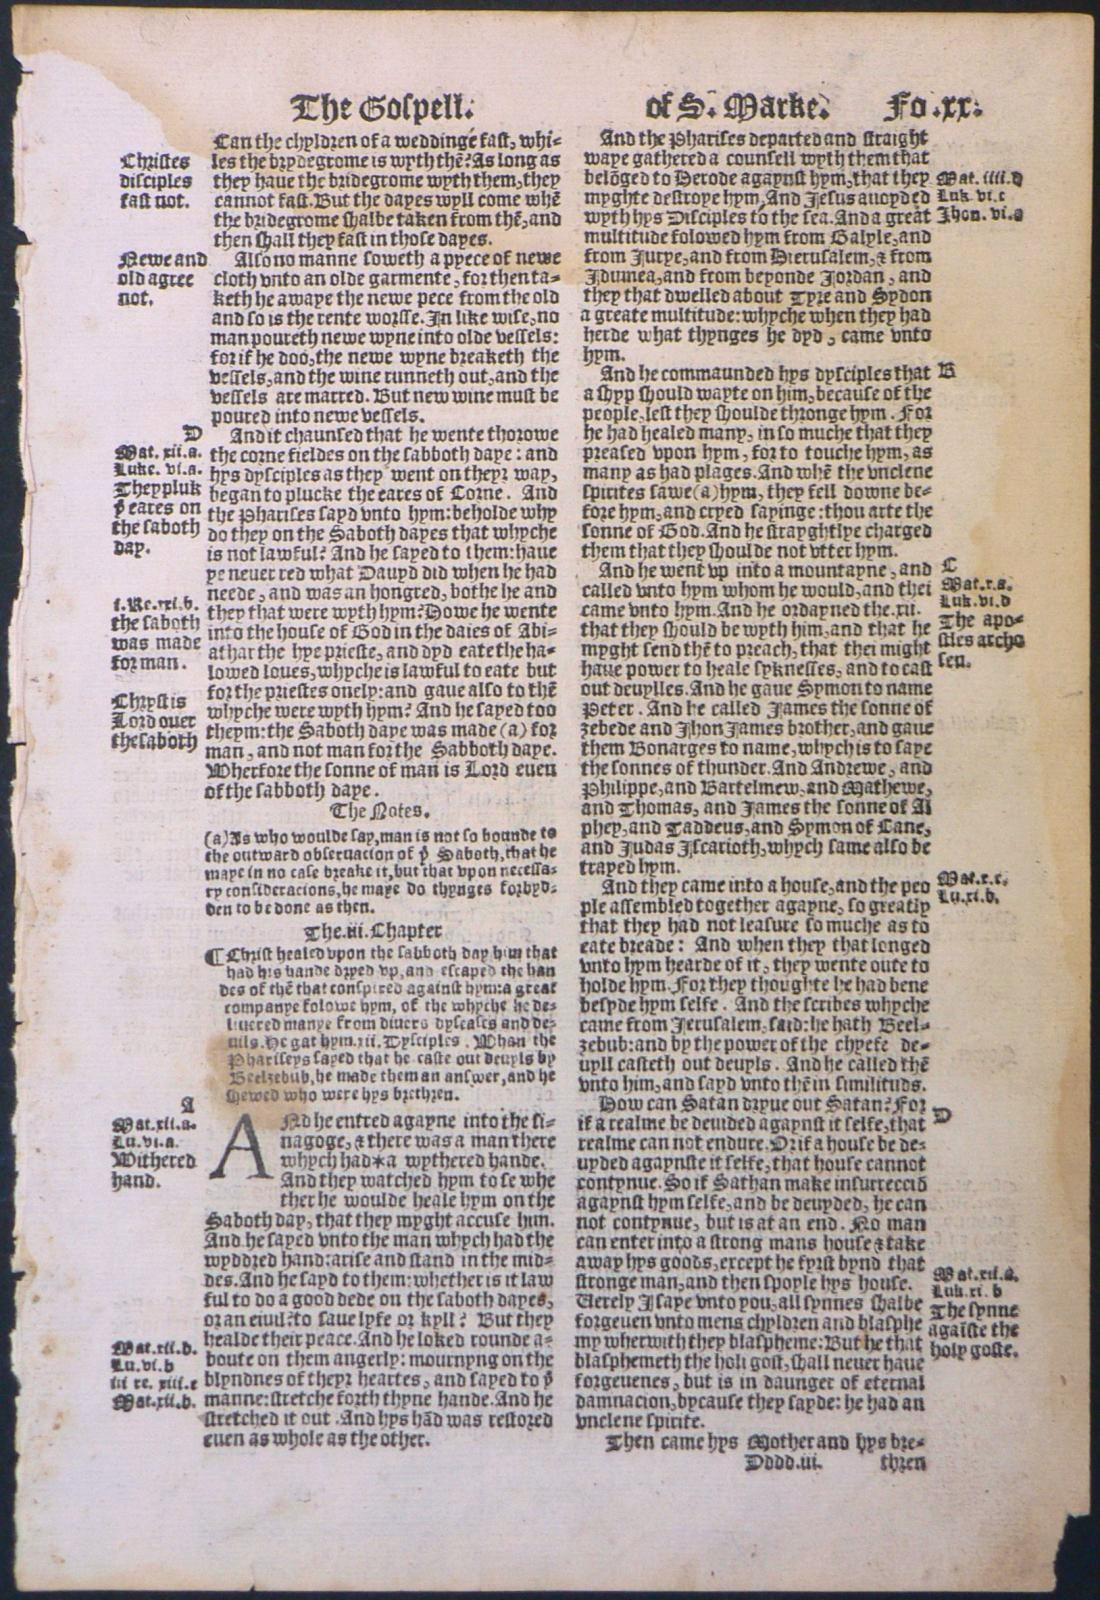 The Gospell. of S. Marke. Fo.xx:
Can the chyldren of a weddinge fast, whi-
les the brydegrome is wyth thē? As long as
they haue the bridegrome wyth them, they
cannot fast. But the dayes wyll come whē
the bridegrome shalbe taken from thē, and
then shall they fast in those dayes.
Also no manne soweth a pyece of newe
cloth vnto an olde garmente, for then ta-
keth he awaye the newe pece from the old
and so is the rente worsse. In like wise, no
man poureth newe wyne into olde vessels:
for if he doo, the newe wyne breaketh the
vessels, and the wine runneth out, and the
vessels are marred. But new wine must be
poured into newe vessels.
And it chaunsed that he wente thorowe
the corne fieldes on the sabboth daye: and
hys dysciples as they went on theyr way,
began to plucke the eares of Corne. And
the Pharises sayd vnto hym: beholde why
do they on the Saboth dayes that whyche
is not lawful? And he sayed to them: haue
ye neuer red what Dauyd did when he had
neede, and was an hongred, bothe he and
they that were wyth hym? Howe he wente
into the house of God in the daies of Abi-
athar the hye prieste, and dyd eate the ha-
lowed loues, whyche is lawful to eate but
for the priestes onely: and gaue also to thē
whyche were wyth hym? And he sayed too
theym: the Saboth daye was made (a) for
man, and not man for the Sabboth daye.
Wherfore the sonne of man is Lord euen
of the sabboth daye.
The Notes.
(a) As who woulde say, man is not so bounde to
the outward obseruacion of þe Saboth, that he
maye in no case breake it, but that vpon necessa-
ry consideracions, he maye do thynges forbyd-
den to be done as then.
The.iii.Chapter
¶ Christ healed vpon the sabboth day him that
had his hande dryed vp, and escaped the han
des of thē that conspired against hym: a great
companye folowe hym, of the whyche he de-
liuered manye from diuers dyseases and de-
uils. He gat hym.xii. Dysciples. Whan the
Phariseys sayed that he caste out deuyls by
Beelzebub, he made them an answer, and he
shewed who were hys brethren.
ANd he entred agayne into the si-
nagoge, & there was a man there
whych had*a wythered hande.
And they watched hym to se whe
ther he woulde heale hym on the
Saboth day, that they myght accuse him.
And he sayed vnto the man whych had the
wyddred hand: arise and stand in the mid-
des. And he sayd to them: whether is it law
ful to do a good dede on the saboth dayes,
or an euil? to saue lyfe or kyll? But they
healde their peace. And he loked rounde a-
boute on them angerly: mournyng on the
blyndnes of theyr heartes, and sayed to þe
manne: stretche forth thyne hande. And he
stretched it out. And hys hād was restored
euen as whole as the other.
Christes
disciples
fast not.
Newe and
old agree
not.
D
Mat. xii.a.
Luke. vi.a.
They pluk
þe eares on
the saboth
day.
i.Re.xxi.b.
the saboth
was made
for man.
Chryst is
Lord ouer
the saboth
A
Mat.xii.a.
Lu.vi.a.
Withered
hand.
Mat.xii.b.
Lu.vi.b
iii re. xiii.e
Mat.xii.b.
And the Pharises departed and straight
waye gathered a counsell wyth them that
belōged to Herode agaynst hym, that they
myghte destroye hym, And Jesus auoyded
wyth hys Disciples to the sea. And a great
multitude folowed hym from Galyle, and
from Jurye, and from Hierusalem, & from
Idumea, and from beyonde Jordan, and
they that dwelled about Tyre and Sydon
a greate multitude: whyche when they had
herde what thynges he dyd, came vnto
hym.
And he commaunded hys dysciples that
a shyp should wayte on him, because of the
people, lest they shoulde thronge hym. For
he had healed many, in so muche that they
preased vpon hym, for to touche hym, as
many as had plages. And whē the vnclene
spirites sawe (a) hym, they fell downe be-
fore hym, and cryed sayinge: thou arte the
sonne of God. And he strayghtlye charged
them that they shoulde not vtter hym.
And he went vp into a mountayne, and
called vnto hym whom he would, and thei
came vnto hym. And he ordayned the.xii.
that they should be wyth him, and that he
myght send thē to preach, that thei might
haue power to heale syknesses, and to cast
out deuylles. And he gaue Symon to name
Peter. And he called James the sonne of
zebede and Jhon James brother, and gaue
them Bonarges to name, whych is to saye
the sonnes of thunder. And Andrewe, and
Philippe, and Bartelmew, and Mathewe,
and Thomas, and James the sonne of Al
phey, and Taddeus, and Symon of Cane,
and Judas Iscarioth, whych same also be
trayed hym.
And they came into a house, and the peo
ple assembled together agayne, so greatly
that they had not leasure so muche as to
eate breade: And when they that longed
vnto hym hearde of it, they wente oute to
holde hym. For they thoughte he had bene
besyde hym selfe. And the scribes whyche
came from Jerusalem, said: he hath Beel-
zebub: and by the power of the chyefe de-
uyll casteth out deuyls. And he called thē
vnto him, and sayd vnto thē in similituds.
How can Satan dryue out Satan? For
if a realme be deuided agaynst it selfe, that
realme can not endure. Or if a house be de-
uyded agaynste it selfe, that house cannot
contynue. So if Sathan make insurrecciō
agaynst hym selfe, and be deuyded, he can
not contynue, but is at an end. No man
can enter into a strong mans house & take
away hys goods, except he fyrst bynd that
stronge man, and then spoyle hys house.
Verely I saye vnto you, all synnes shalbe
forgeuen vnto mens chyldren and blasphe
my wherwith they blaspheme: But he that
blasphemeth the holi gost, shall neuer haue
forgeuenes, but is in daunger of eternal
damnacion, bycause they sayde: he had an
vnclene spirite.
Then came hys Mother and hys bre-
Dddd.iii. thren
Mat. iiii.d
Luk. vi.c
Jhon. vi.a
B
C
Mat.x.a.
Luk.vi.d
The apo-
stles ar cho
sen.
Mat.x.c.
Lu.xi.b.
D
Mat.xii.a.
Luk.xi.b
The synne
agaīste the
holy goste.